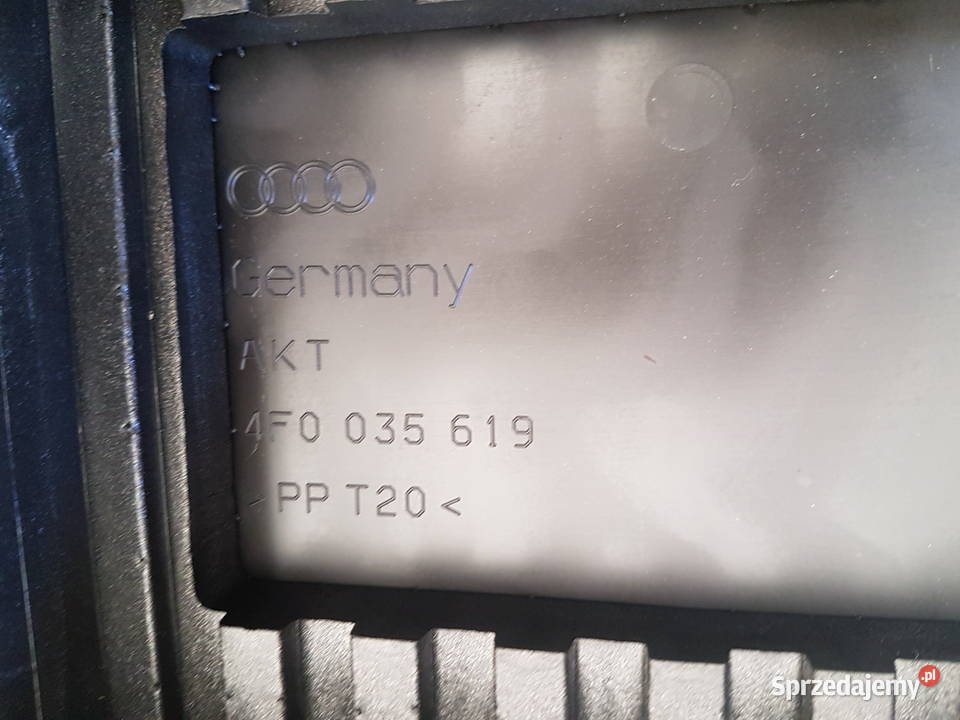 Germany
AKT
4F0 035 619
>PP T20<
Sprzedajemy.pl